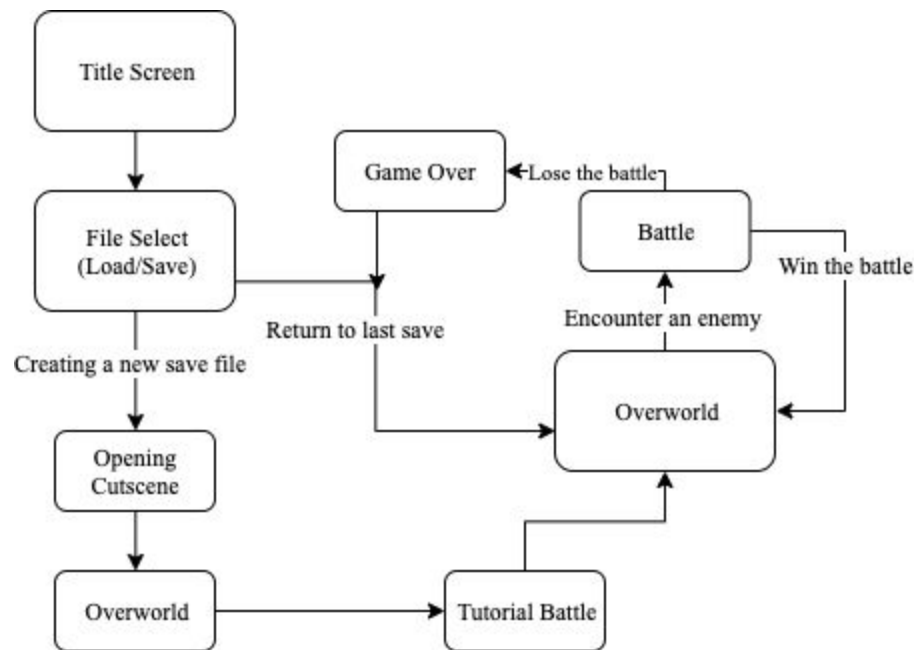 Title Screen
Game Over
Lose the battle
File Select
(Load/Save)
Battle
Win the battle
Return to last save
Encounter an enemy
Creating a new save file
Overworld
Opening
Cutscene
Overworld
Tutorial Battle